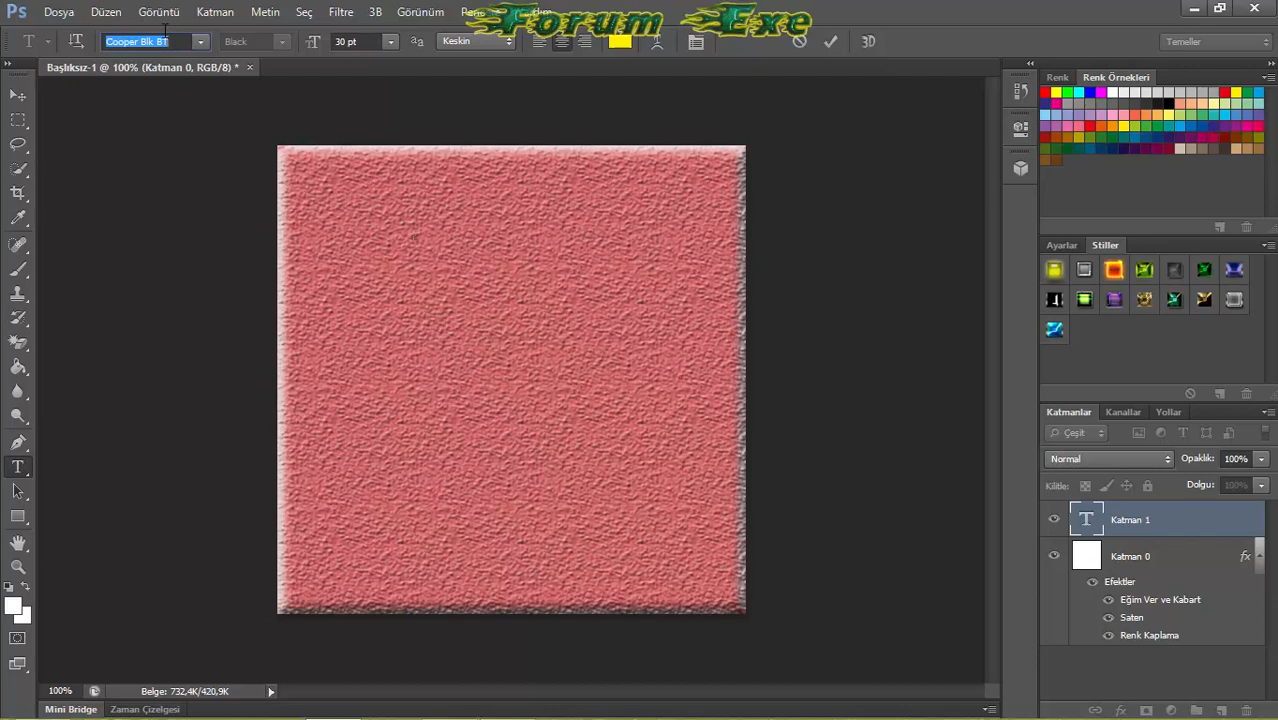 Ps Dosya Düzen Görüntü Katman Metin Seç Filtre 3B Görünüm
Forum Exe
T Cooper Blk BT Black 30 pt Keskin 3D Temeller
Başlıksız-1 @ 100% (Katman 0, RGB/8) * ×
Renk Renk Örnekleri
Ayarlar Stiller
Katmanlar Kanallar Yollar
Çeşit
Normal Opaklık: 100%
Kilitle: Dolgu: 100%
T Katman 1
Katman 0 fx
Efektler
Eğim Ver ve Kabart
Saten
Renk Kaplama
100% Belge: 732,4K/420,9K
Mini Bridge Zaman Çizelgesi